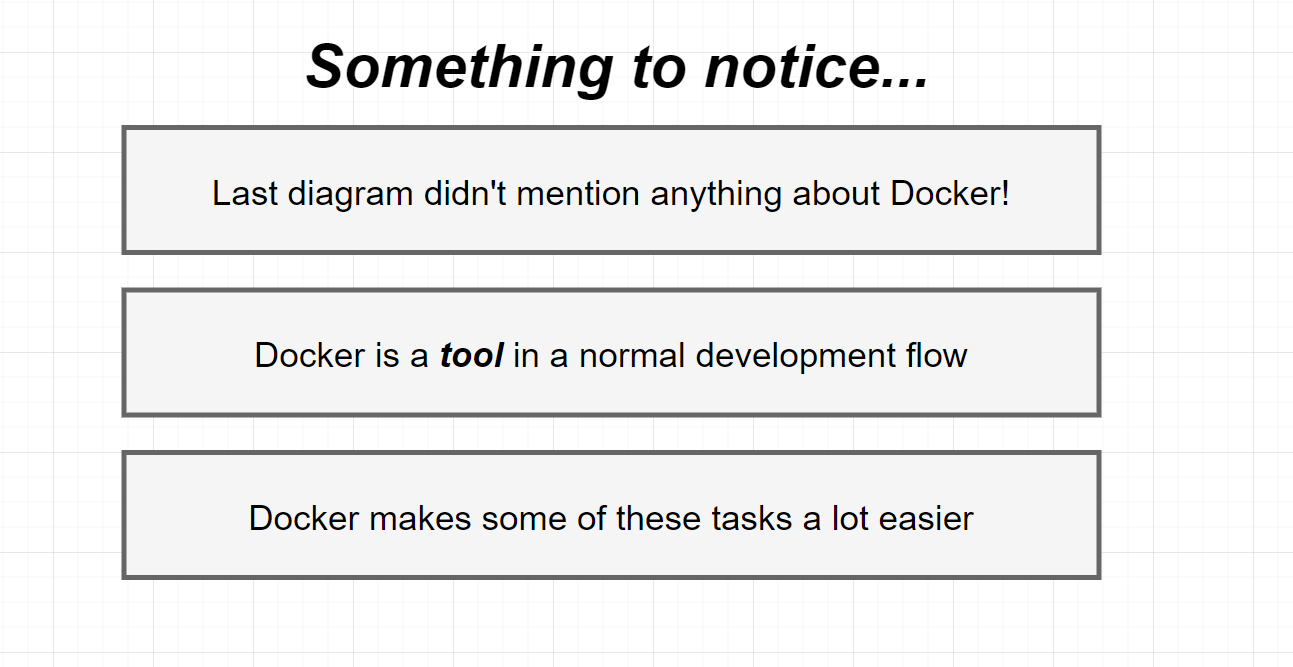 Something to notice...
Last diagram didn't mention anything about Docker!
Docker is a tool in a normal development flow
Docker makes some of these tasks a lot easier